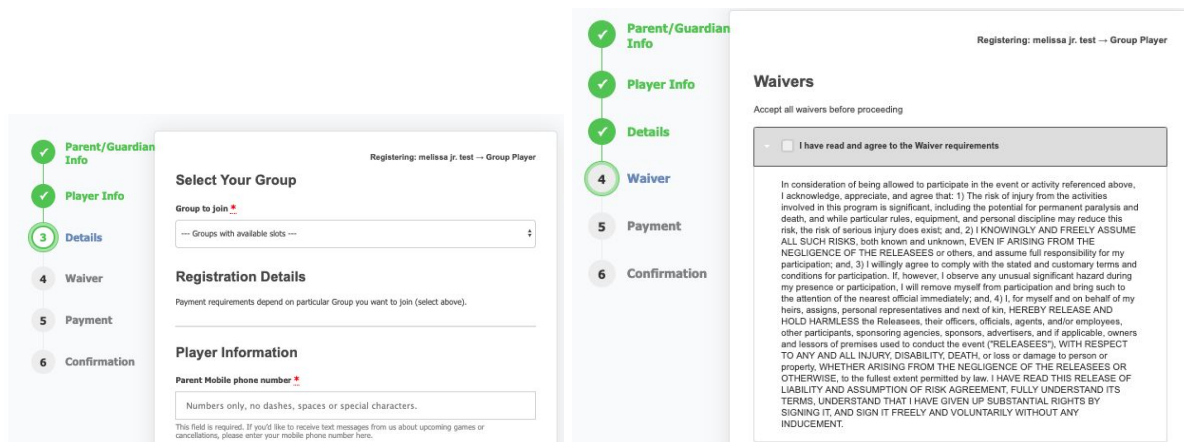 Parent/Guardian
Info
Player Info
3 Details
4 Waiver
5 Payment
6 Confirmation
Registering: melissa jr. test → Group Player
Select Your Group
Group to join *
--- Groups with available slots ---
Registration Details
Payment requirements depend on particular Group you want to join (select above).
Player Information
Parent Mobile phone number *
Numbers only, no dashes, spaces or special characters.
This field is required. If you'd like to receive text messages from us about upcoming games or
cancellations, please enter your mobile phone number here.
Parent/Guardian
Info
Player Info
Details
4 Waiver
5 Payment
6 Confirmation
Registering: melissa jr. test → Group Player
Waivers
Accept all waivers before proceeding
I have read and agree to the Waiver requirements
In consideration of being allowed to participate in the event or activity referenced above,
I acknowledge, appreciate, and agree that: 1) The risk of injury from the activities
involved in this program is significant, including the potential for permanent paralysis and
death, and while particular rules, equipment, and personal discipline may reduce this
risk, the risk of serious injury does exist; and, 2) I KNOWINGLY AND FREELY ASSUME
ALL SUCH RISKS, both known and unknown, EVEN IF ARISING FROM THE
NEGLIGENCE OF THE RELEASEES or others, and assume full responsibility for my
participation; and, 3) I willingly agree to comply with the stated and customary terms and
conditions for participation. If, however, I observe any unusual significant hazard during
my presence or participation, I will remove myself from participation and bring such to
the attention of the nearest official immediately; and, 4) I, for myself and on behalf of my
heirs, assigns, personal representatives and next of kin, HEREBY RELEASE AND
HOLD HARMLESS the Releasees, their officers, officials, agents, and/or employees,
other participants, sponsoring agencies, sponsors, advertisers, and if applicable, owners
and lessors of premises used to conduct the event ("RELEASEES"), WITH RESPECT
TO ANY AND ALL INJURY, DISABILITY, DEATH, or loss or damage to person or
property, WHETHER ARISING FROM THE NEGLIGENCE OF THE RELEASEES OR
OTHERWISE, to the fullest extent permitted by law. I HAVE READ THIS RELEASE OF
LIABILITY AND ASSUMPTION OF RISK AGREEMENT, FULLY UNDERSTAND ITS
TERMS, UNDERSTAND THAT I HAVE GIVEN UP SUBSTANTIAL RIGHTS BY
SIGNING IT, AND SIGN IT FREELY AND VOLUNTARILY WITHOUT ANY
INDUCEMENT.